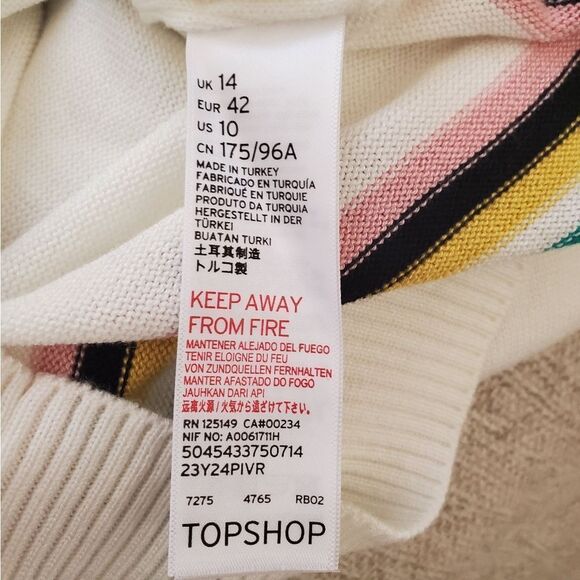 UK 14
EUR 42
US 10
CN 175/96A
MADE IN TURKEY
FABRICADO EN TURQUÍA
FABRIQUÉ EN TURQUIE
PRODUTO DA TURQUIA
HERGESTELLT IN DER
TÜRKEI
BUATAN TURKI
土耳其制造
トルコ製
KEEP AWAY
FROM FIRE
MANTENER ALEJADO DEL FUEGO
TENIR ELOIGNE DU FEU
VON ZUNDQUELLEN FERNHALTEN
MANTER AFASTADO DO FOGO
JAUHKAN DARI API
远离火源/火気から遠ざけて下さい。
RN 125149 CA#00234
NIF NO: A0061711H
5045433750714
23Y24PIVR
7275 4765 RB02
TOPSHOP